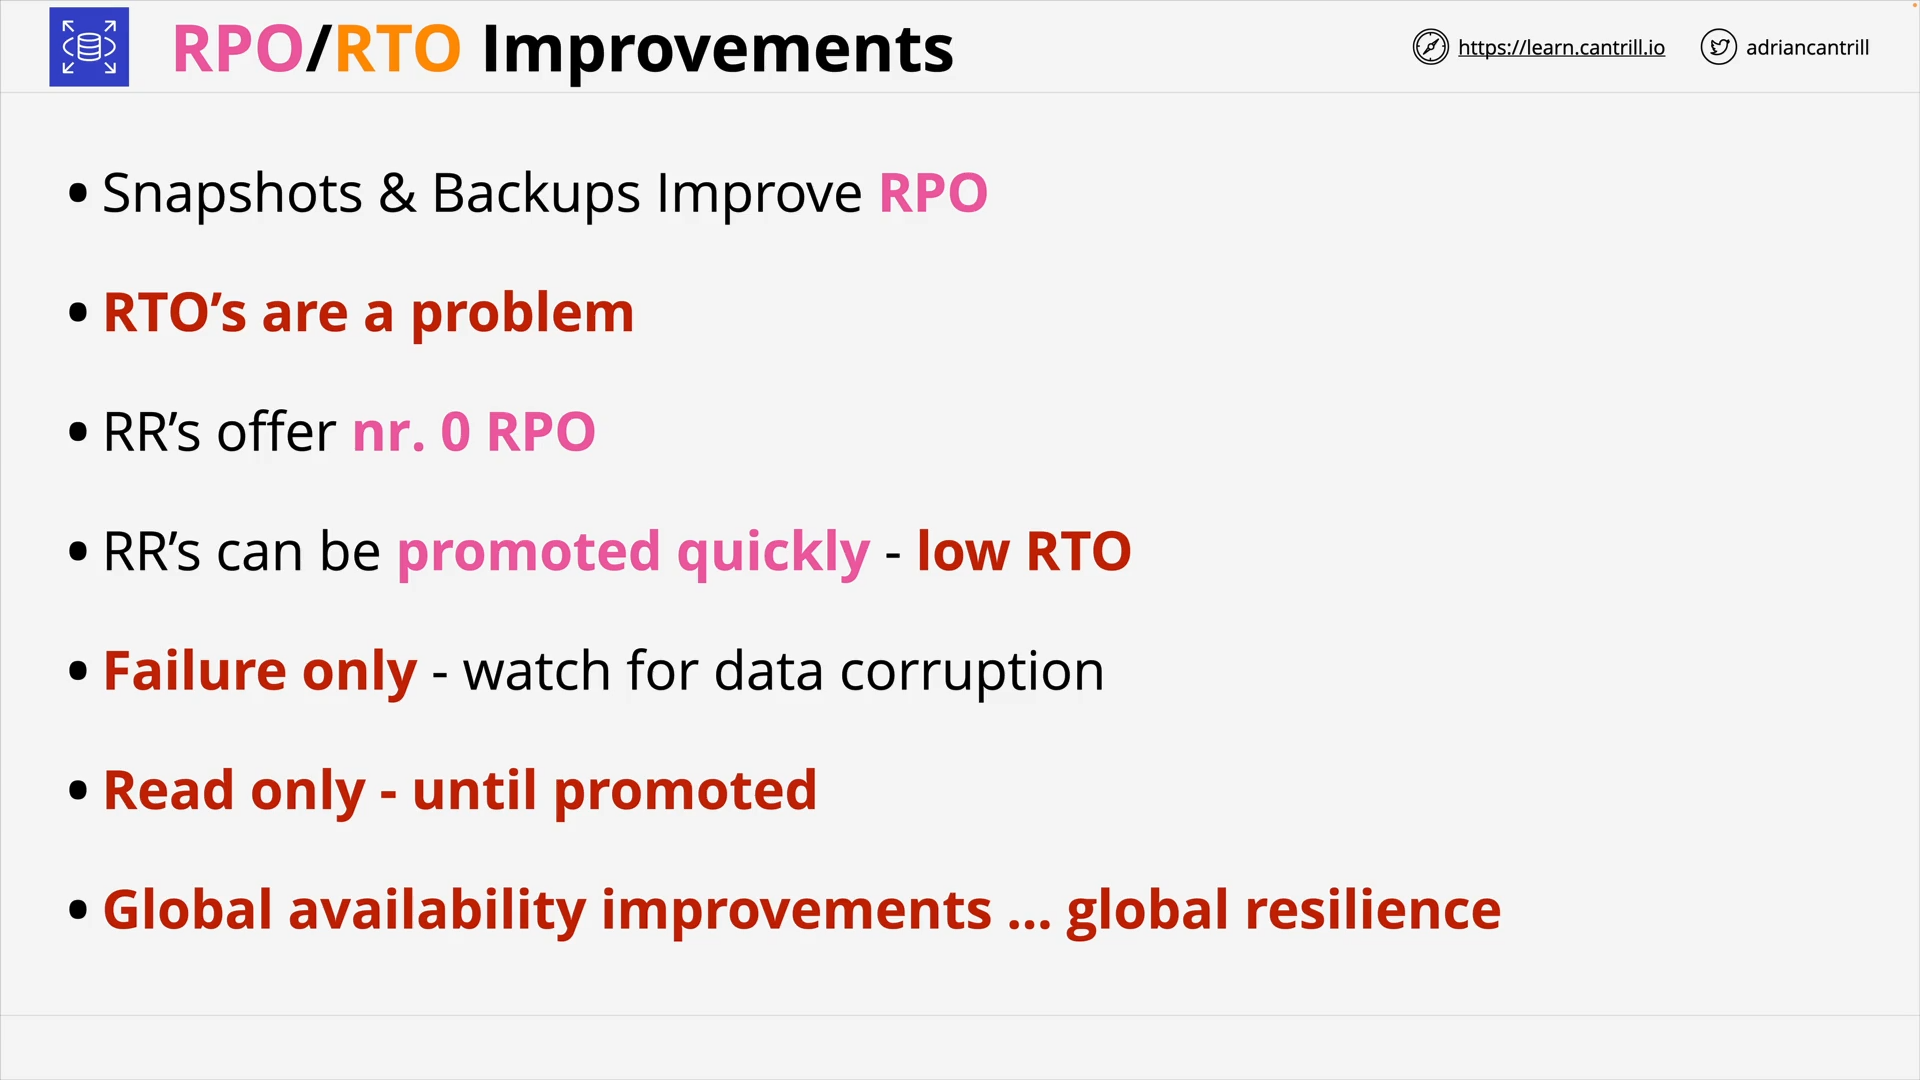 RPO/RTO Improvements
https://learn.cantrill.io
adriancantrill
• Snapshots & Backups Improve RPO
• RTO’s are a problem
• RR’s offer nr. 0 RPO
• RR’s can be promoted quickly - low RTO
• Failure only - watch for data corruption
• Read only - until promoted
• Global availability improvements ... global resilience